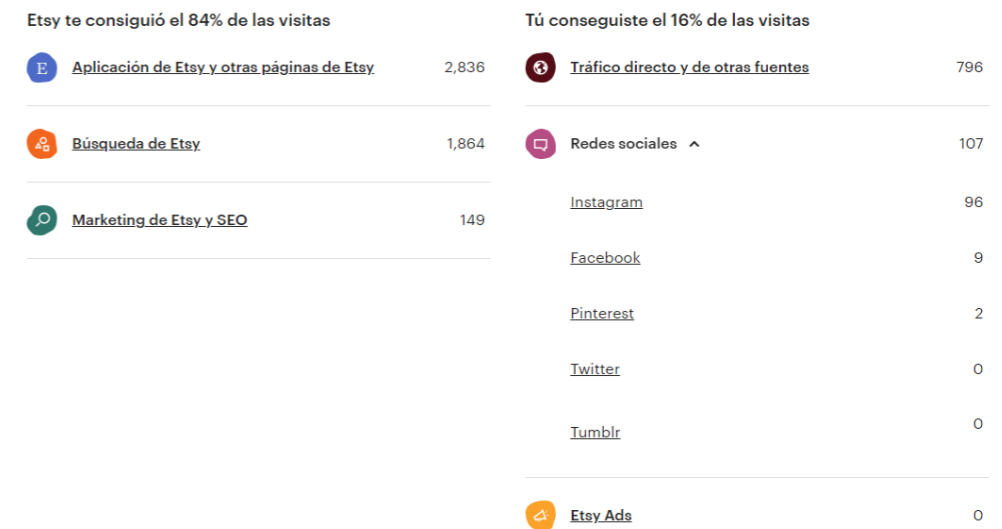 Etsy te consiguió el 84% de las visitas
Aplicación de Etsy y otras páginas de Etsy 2,836
Búsqueda de Etsy 1,864
Marketing de Etsy y SEO 149
Tú conseguiste el 16% de las visitas
Tráfico directo y de otras fuentes 796
Redes sociales 107
Instagram 96
Facebook 9
Pinterest 2
Twitter 0
Tumblr 0
Etsy Ads 0